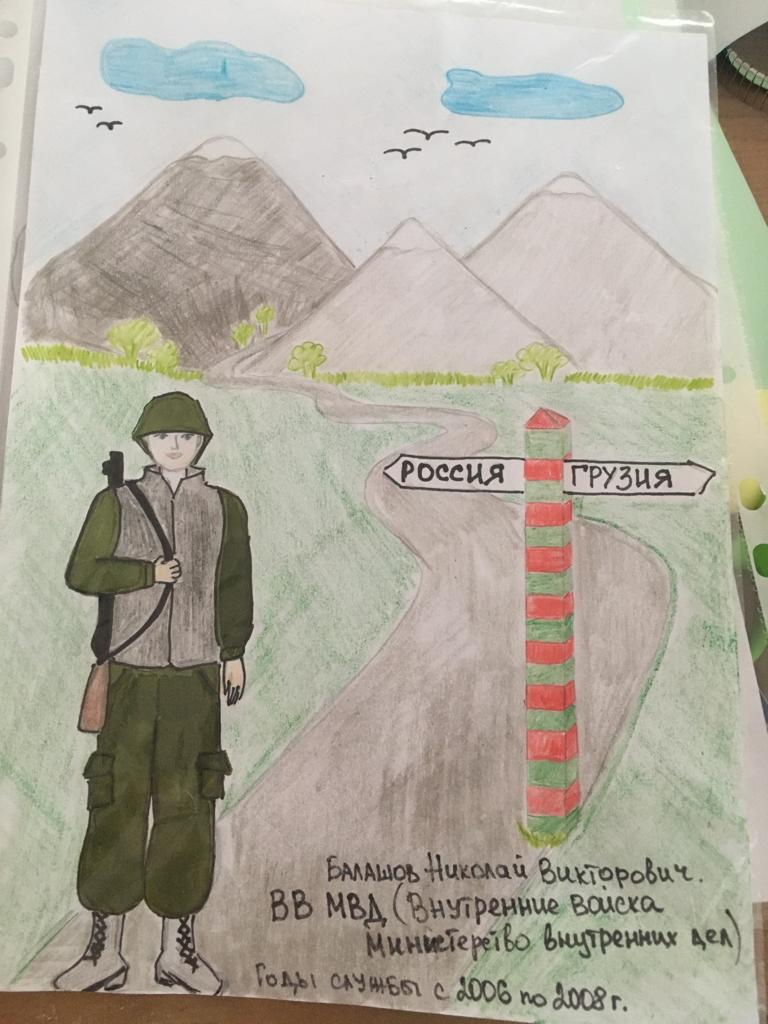 РОССИЯ ГРУЗИЯ
БАЛАШОВ НИКОЛАЙ ВИКТОРОВИЧ.
ВВ МВД (ВНУТРЕННИЕ ВОЙСКА
МИНИСТЕРСТВО ВНУТРЕННИХ ДЕЛ)
ГОДЫ СЛУЖБЫ С 2006 ПО 2008 Г.